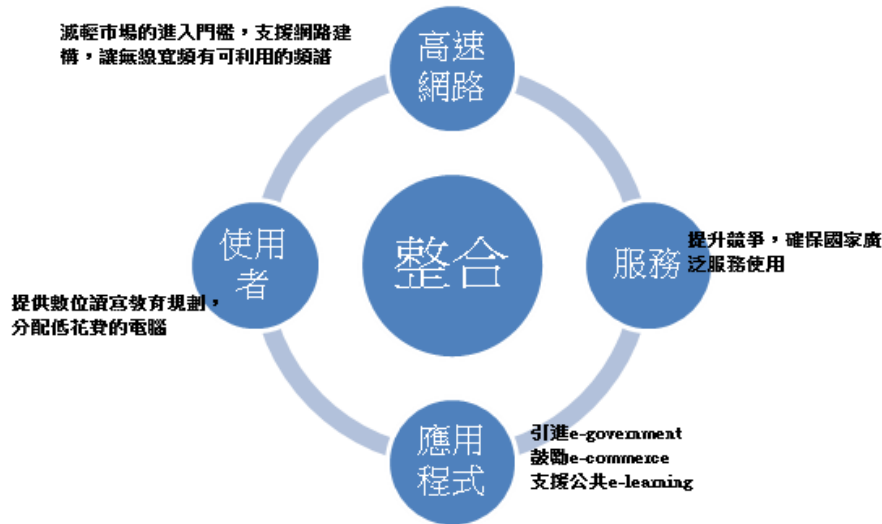 減輕市場的進入門檻，支援網路建
構，讓無線寬頻有可利用的頻譜
高速
網路
使用
者
整合
服務
提升競爭，確保國家廣
泛服務使用
提供數位讀寫教育規劃，
分配低花費的電腦
應用
程式
引進e-government
鼓勵e-commerce
支援公共e-learning